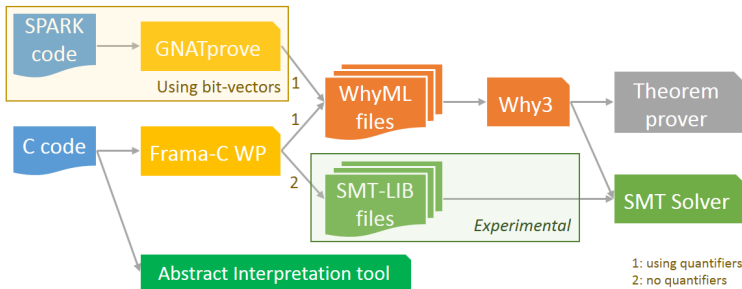 SPARK
code
GNATprove
Using bit-vectors
1
1
WhyML
files
Why3
Theorem
prover
C code
Frama-C WP
2
SMT-LIB
files
Experimental
SMT Solver
Abstract Interpretation tool
1: using quantifiers
2: no quantifiers